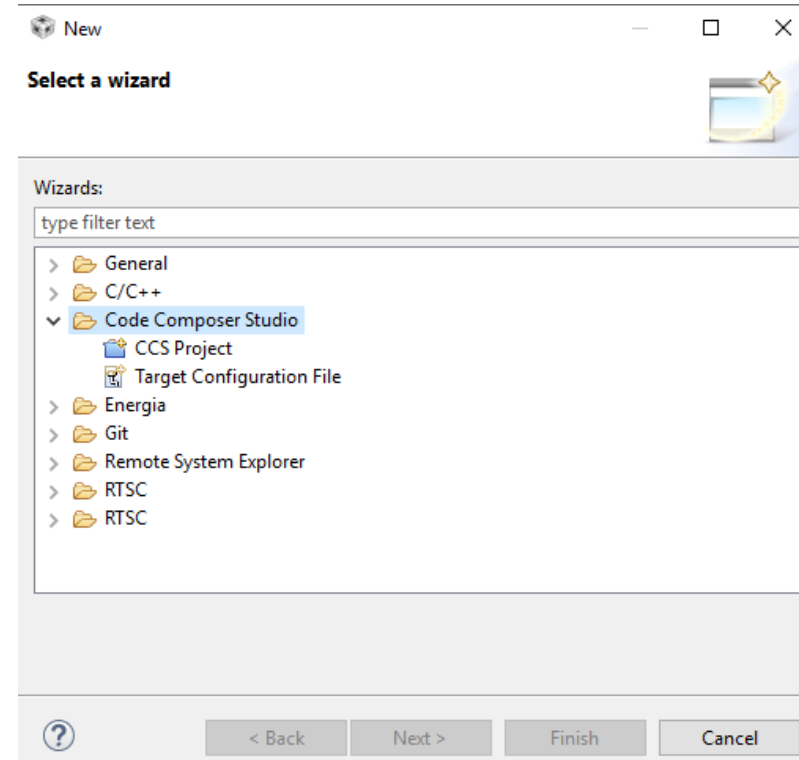 New
Select a wizard
Wizards:
type filter text
General
C/C++
Code Composer Studio
CCS Project
Target Configuration File
Energia
Git
Remote System Explorer
RTSC
RTSC
? < Back Next > Finish Cancel